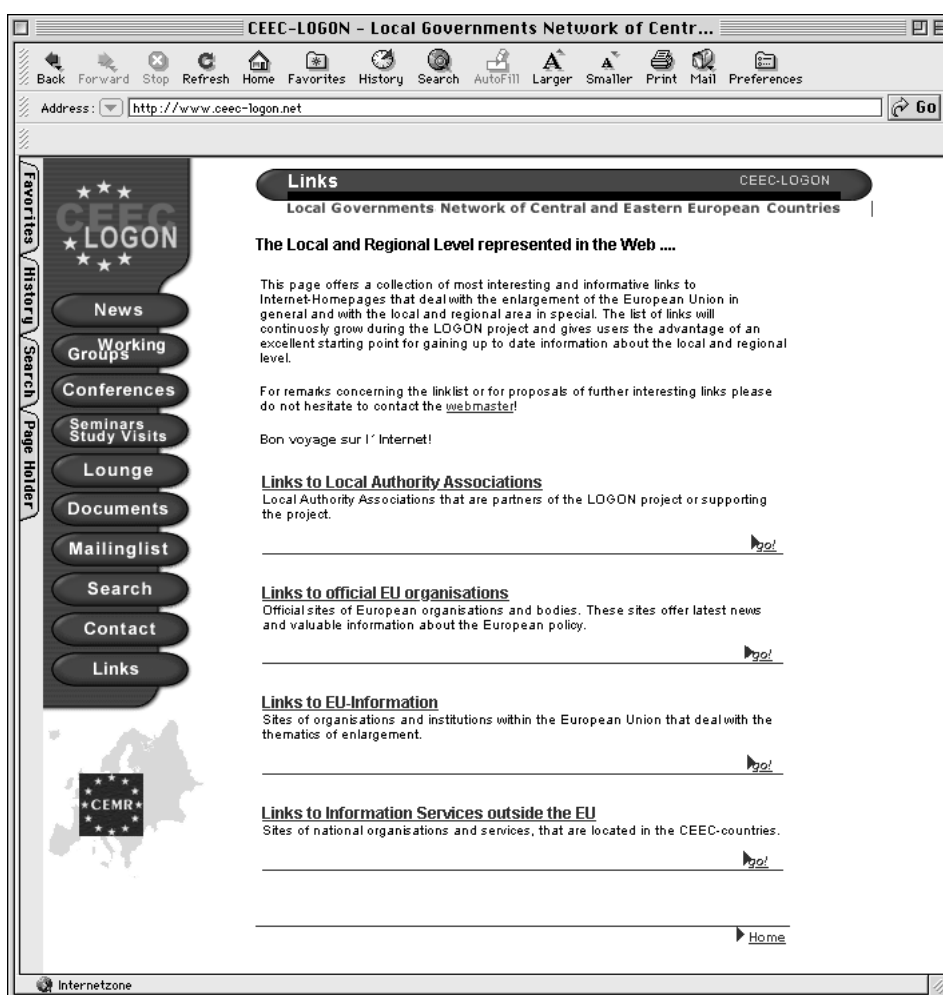 CEEC-LOGON - Local Governments Network of Centr...
Back Forward Stop Refresh Home Favorites History Search AutoFill Larger Smaller Print Mail Preferences
Address: http://www.ceec-logon.net Go
Favorites
History
Search
Page Holder
CEEC
LOGON
News
Working
Groups
Conferences
Seminars
Study Visits
Lounge
Documents
Mailinglist
Search
Contact
Links
CEMR
Links CEEC-LOGON
Local Governments Network of Central and Eastern European Countries
The Local and Regional Level represented in the Web ....
This page offers a collection of most interesting and informative links to
Internet-Homepages that deal with the enlargement of the European Union in
general and with the local and regional area in special. The list of links will
continuosly grow during the LOGON project and gives users the advantage of an
excellent starting point for gaining up to date information about the local and regional
level.
For remarks concerning the linklist or for proposals of further interesting links please
do not hesitate to contact the webmaster!
Bon voyage sur l´ Internet!
Links to Local Authority Associations
Local Authority Associations that are partners of the LOGON project or supporting
the project.
go!
Links to official EU organisations
Official sites of European organisations and bodies. These sites offer latest news
and valuable information about the European policy.
go!
Links to EU-Information
Sites of organisations and institutions within the European Union that deal with the
thematics of enlargement.
go!
Links to Information Services outside the EU
Sites of national organisations and services, that are located in the CEEC-countries.
go!
Home
Internetzone